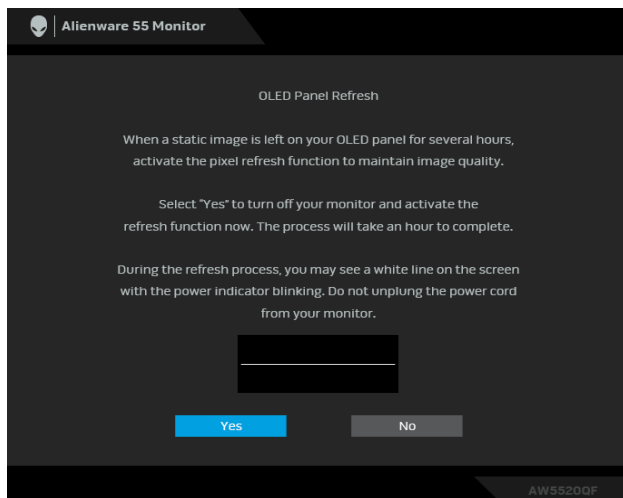 Alienware 55 Monitor
OLED Panel Refresh
When a static image is left on your OLED panel for several hours,
activate the pixel refresh function to maintain image quality.
Select "Yes" to turn off your monitor and activate the
refresh function now. The process will take an hour to complete.
During the refresh process, you may see a white line on the screen
with the power indicator blinking. Do not unplung the power cord
from your monitor.
Yes
No
AW5520QF